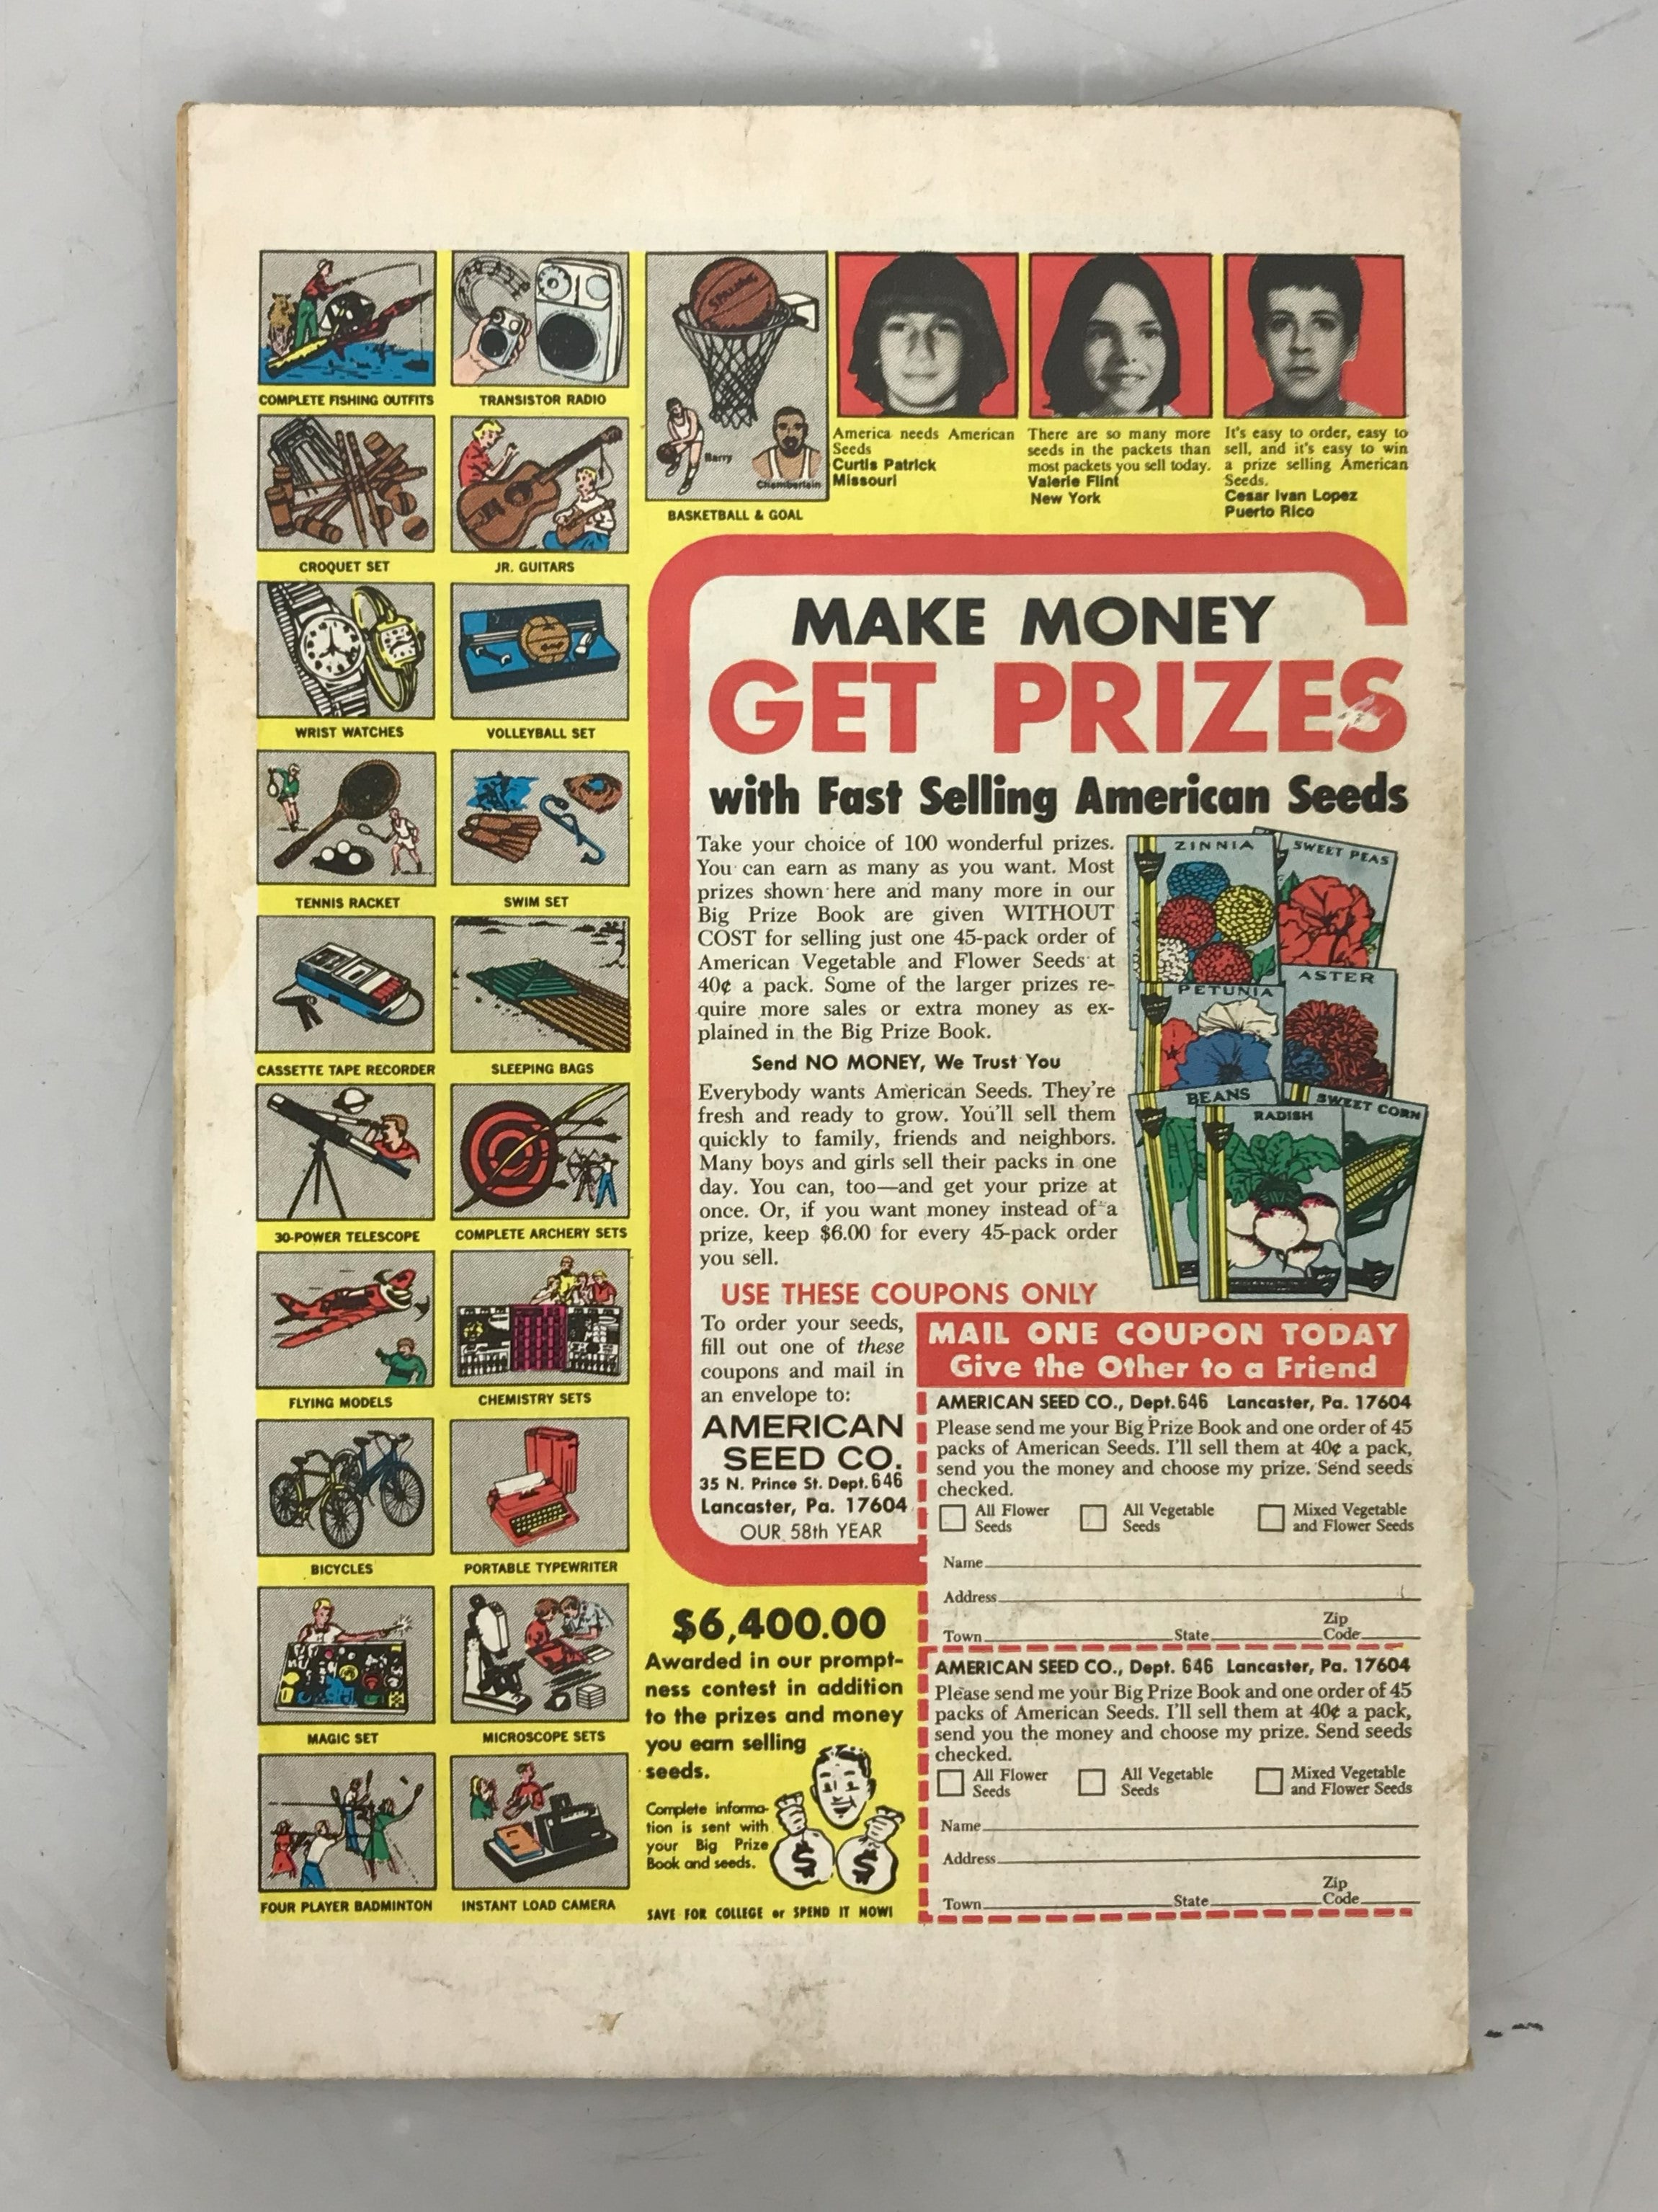 COMPLETE FISHING OUTFITS
TRANSISTOR RADIO
CROQUET SET
JR. GUITARS
WRIST WATCHES
VOLLEYBALL SET
TENNIS RACKET
SWIM SET
CASSETTE TAPE RECORDER
SLEEPING BAGS
30-POWER TELESCOPE
COMPLETE ARCHERY SETS
FLYING MODELS
CHEMISTRY SETS
BICYCLES
PORTABLE TYPEWRITER
MAGIC SET
MICROSCOPE SETS
FOUR PLAYER BADMINTON
INSTANT LOAD CAMERA
SPALDING
Barry
Chamberlain
BASKETBALL & GOAL
America needs American
Seeds
Curtis Patrick
Missouri
There are so many more
seeds in the packets than
most packets you sell today.
Valerie Flint
New York
It's easy to order, easy to
sell, and it's easy to win
a prize selling American
Seeds.
Cesar Ivan Lopez
Puerto Rico
MAKE MONEY
GET PRIZES
with Fast Selling American Seeds
Take your choice of 100 wonderful prizes.
You can earn as many as you want. Most
prizes shown here and many more in our
Big Prize Book are given WITHOUT
COST for selling just one 45-pack order of
American Vegetable and Flower Seeds at
40¢ a pack. Some of the larger prizes re-
quire more sales or extra money as ex-
plained in the Big Prize Book.
Send NO MONEY, We Trust You
Everybody wants American Seeds. They're
fresh and ready to grow. You'll sell them
quickly to family, friends and neighbors.
Many boys and girls sell their packs in one
day. You can, too—and get your prize at
once. Or, if you want money instead of a
prize, keep $6.00 for every 45-pack order
you sell.
ZINNIA
SWEET PEAS
PETUNIA
ASTER
BEANS
RADISH
SWEET CORN
USE THESE COUPONS ONLY
To order your seeds,
fill out one of these
coupons and mail in
an envelope to:
AMERICAN
SEED CO.
35 N. Prince St. Dept. 646
Lancaster, Pa. 17604
OUR 58th YEAR
MAIL ONE COUPON TODAY
Give the Other to a Friend
AMERICAN SEED CO., Dept. 646 Lancaster, Pa. 17604
Please send me your Big Prize Book and one order of 45
packs of American Seeds. I'll sell them at 40¢ a pack,
send you the money and choose my prize. Send seeds
checked.
All Flower Seeds
All Vegetable Seeds
Mixed Vegetable and Flower Seeds
Name
Address
Town State Zip Code
AMERICAN SEED CO., Dept. 646 Lancaster, Pa. 17604
Please send me your Big Prize Book and one order of 45
packs of American Seeds. I'll sell them at 40¢ a pack,
send you the money and choose my prize. Send seeds
checked.
All Flower Seeds
All Vegetable Seeds
Mixed Vegetable and Flower Seeds
Name
Address
Town State Zip Code
$6,400.00
Awarded in our prompt-
ness contest in addition
to the prizes and money
you earn selling
seeds.
Complete informa-
tion is sent with
your Big Prize
Book and seeds.
$ $
SAVE FOR COLLEGE or SPEND IT NOW!